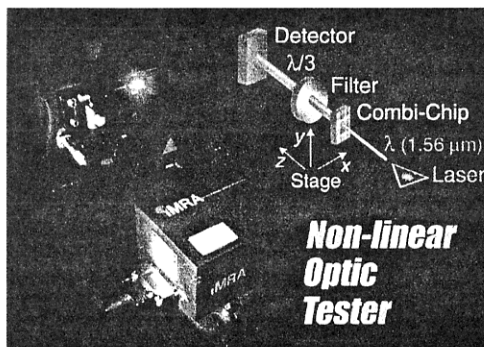 Detector
λ/3
Filter
Combi-Chip
y
λ (1.56 μm)
z
x
Stage
Laser
iMRA
iMRA
Non-linear
Optic
Tester